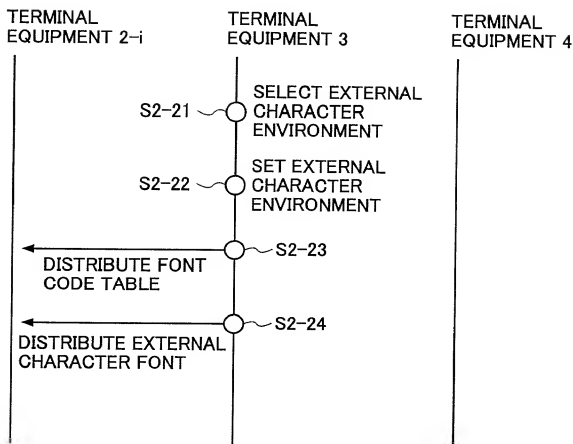 TERMINAL
EQUIPMENT 2-i
TERMINAL
EQUIPMENT 3
TERMINAL
EQUIPMENT 4
S2-21
SELECT EXTERNAL
CHARACTER
ENVIRONMENT
S2-22
SET EXTERNAL
CHARACTER
ENVIRONMENT
S2-23
DISTRIBUTE FONT
CODE TABLE
S2-24
DISTRIBUTE EXTERNAL
CHARACTER FONT